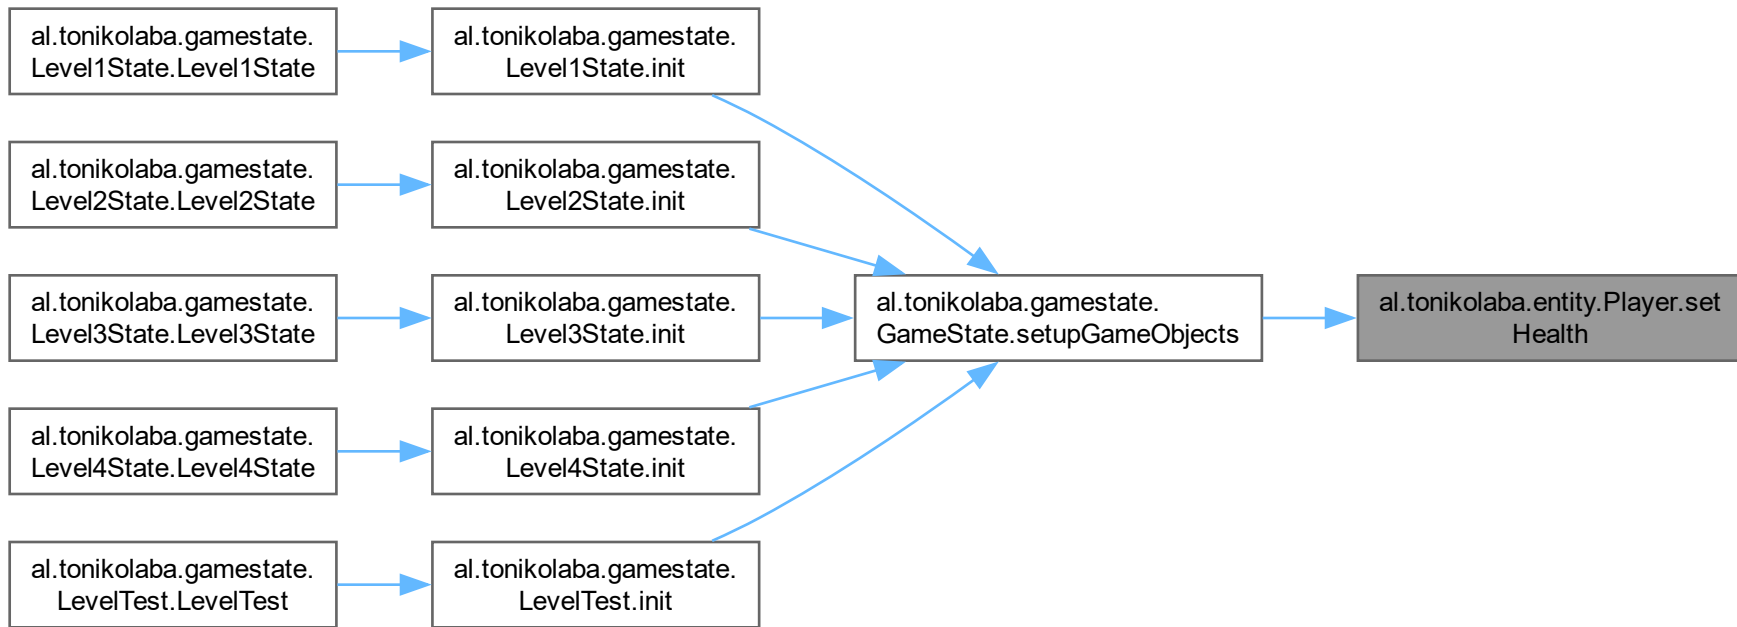 al.tonikolaba.gamestate.
Level1State.Level1State
al.tonikolaba.gamestate.
Level1State.init
al.tonikolaba.gamestate.
Level2State.Level2State
al.tonikolaba.gamestate.
Level2State.init
al.tonikolaba.gamestate.
Level3State.Level3State
al.tonikolaba.gamestate.
Level3State.init
al.tonikolaba.gamestate.
GameState.setupGameObjects
al.tonikolaba.entity.Player.set
Health
al.tonikolaba.gamestate.
Level4State.Level4State
al.tonikolaba.gamestate.
Level4State.init
al.tonikolaba.gamestate.
LevelTest.LevelTest
al.tonikolaba.gamestate.
LevelTest.init